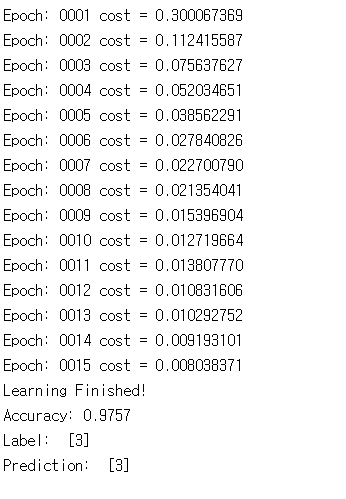 Epoch: 0001 cost = 0.300067369
Epoch: 0002 cost = 0.112415587
Epoch: 0003 cost = 0.075637627
Epoch: 0004 cost = 0.052034651
Epoch: 0005 cost = 0.038562291
Epoch: 0006 cost = 0.027840826
Epoch: 0007 cost = 0.022700790
Epoch: 0008 cost = 0.021354041
Epoch: 0009 cost = 0.015396904
Epoch: 0010 cost = 0.012719664
Epoch: 0011 cost = 0.013807770
Epoch: 0012 cost = 0.010831606
Epoch: 0013 cost = 0.010292752
Epoch: 0014 cost = 0.009193101
Epoch: 0015 cost = 0.008038371
Learning Finished!
Accuracy: 0.9757
Label:  [3]
Prediction:  [3]